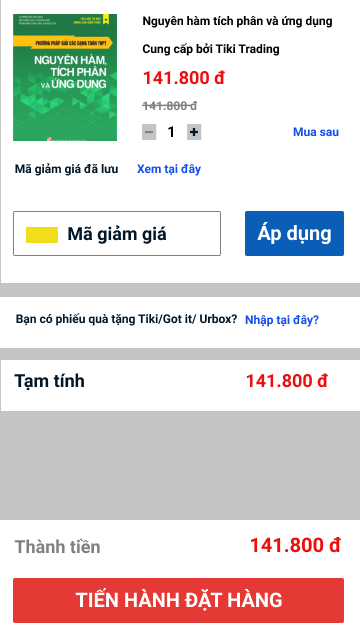 PHƯƠNG PHÁP GIẢI CÁC DẠNG TOÁN THPT
NGUYÊN HÀM,
TÍCH PHÂN
VÀ ỨNG DỤNG
Nguyên hàm tích phân và ứng dụng
Cung cấp bởi Tiki Trading
141.800 đ
141.800 đ
1
Mua sau
Mã giảm giá đã lưu Xem tại đây
Mã giảm giá
Áp dụng
Bạn có phiếu quà tặng Tiki/Got it/ Urbox? Nhập tại đây?
Tạm tính 141.800 đ
Thành tiền 141.800 đ
TIẾN HÀNH ĐẶT HÀNG